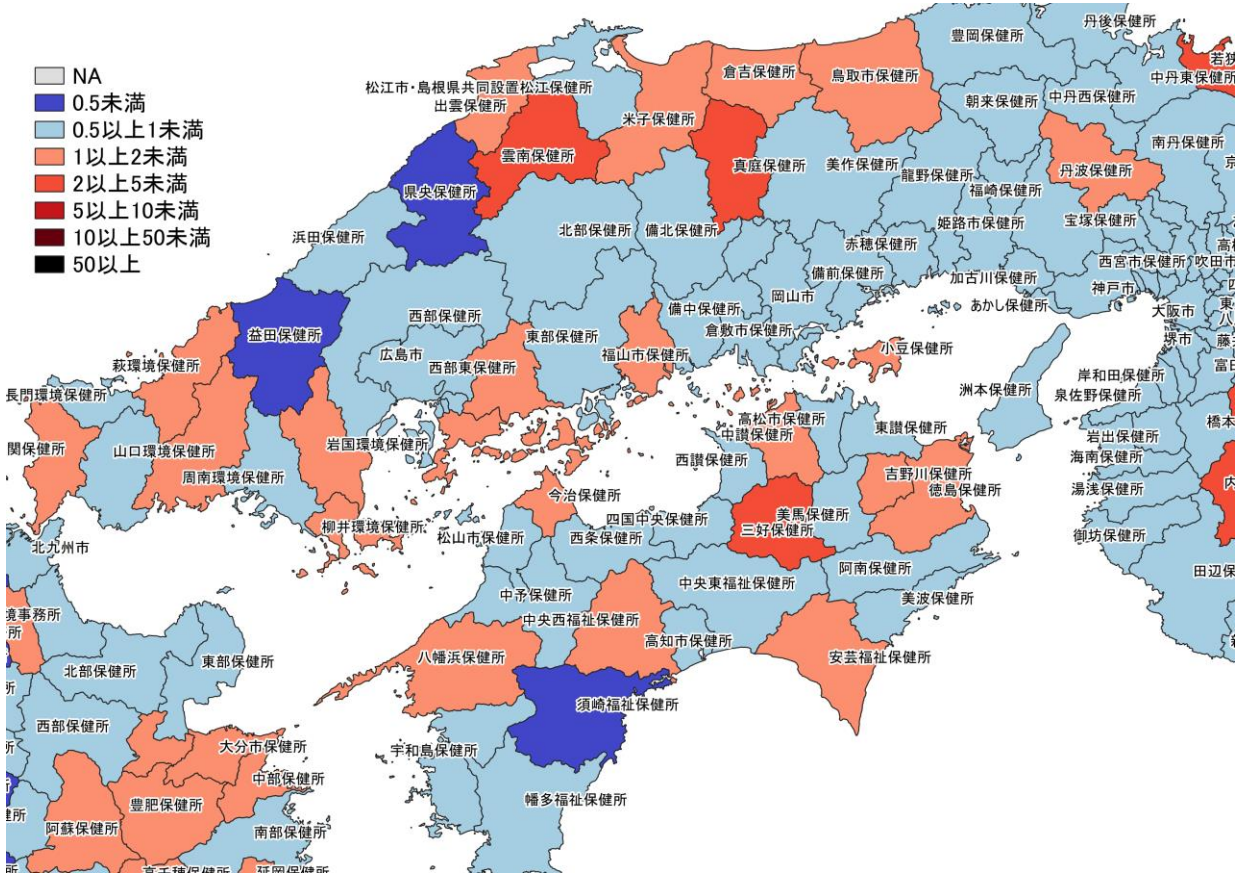 NA
0.5未満
0.5以上1未満
1以上2未満
2以上5未満
5以上10未満
10以上50未満
50以上
丹後保健所
豊岡保健所
若狭
中丹東保健所
倉吉保健所
鳥取市保健所
松江市・島根県共同設置松江保健所
出雲保健所
米子保健所
朝来保健所
中丹西保健所
南丹保健所
京
雲南保健所
真庭保健所
美作保健所
龍野保健所
福崎保健所
丹波保健所
県央保健所
浜田保健所
北部保健所
備北保健所
赤穂保健所
姫路市保健所
宝塚保健所
西宮市保健所
吹田市
備前保健所
加古川保健所
神戸市
あかし保健所
大阪市
備中保健所
岡山市
倉敷市保健所
堺市
藤井
富田
西部保健所
東部保健所
益田保健所
広島市
西部東保健所
福山市保健所
小豆保健所
萩環境保健所
長門環境保健所
洲本保健所
岸和田保健所
泉佐野保健所
橋本
高松市保健所
中讃保健所
東讃保健所
岩出保健所
関保健所
山口環境保健所
岩国環境保健所
周南環境保健所
西讃保健所
海南保健所
吉野川保健所
徳島保健所
湯浅保健所
今治保健所
四国中央保健所
美馬保健所
三好保健所
柳井環境保健所
松山市保健所
西条保健所
御坊保健所
北九州市
中予保健所
中央東福祉保健所
阿南保健所
田辺保
美波保健所
中央西福祉保健所
高知市保健所
境事務所
所
北部保健所
東部保健所
八幡浜保健所
安芸福祉保健所
須崎福祉保健所
西部保健所
大分市保健所
宇和島保健所
中部保健所
幡多福祉保健所
豊肥保健所
阿蘇保健所
南部保健所
高千穂保健所
延岡保健所